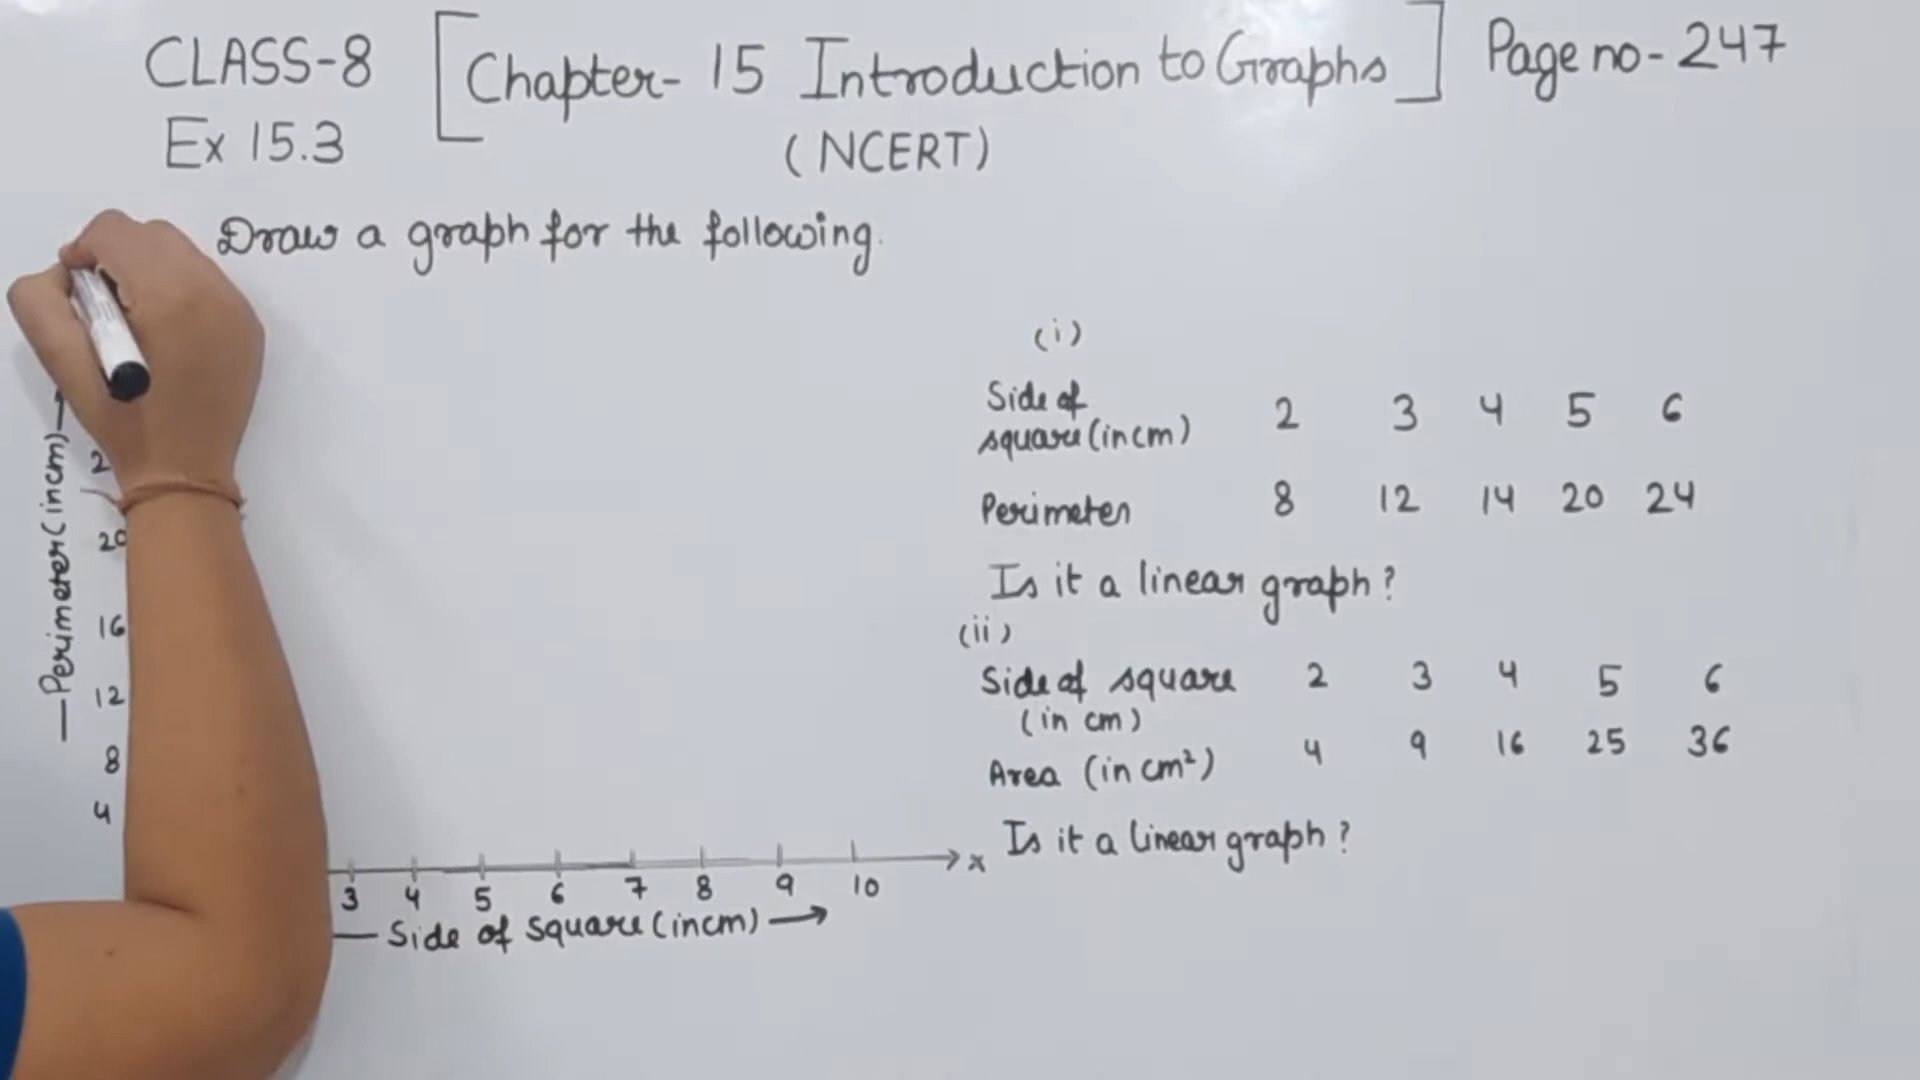 CLASS-8 [Chapter- 15 Introduction to Graphs] Page no- 247
Ex 15.3 (NCERT)
Draw a graph for the following.
(i)
Side of
square (in cm) 2 3 4 5 6
Perimeter 8 12 14 20 24
Is it a linear graph?
(ii)
Side of square 2 3 4 5 6
(in cm)
Area (in cm²) 4 9 16 25 36
Is it a linear graph?
Perimeter (in cm)
20
16
12
8
4
3 4 5 6 7 8 9 10 x
Side of square (in cm)